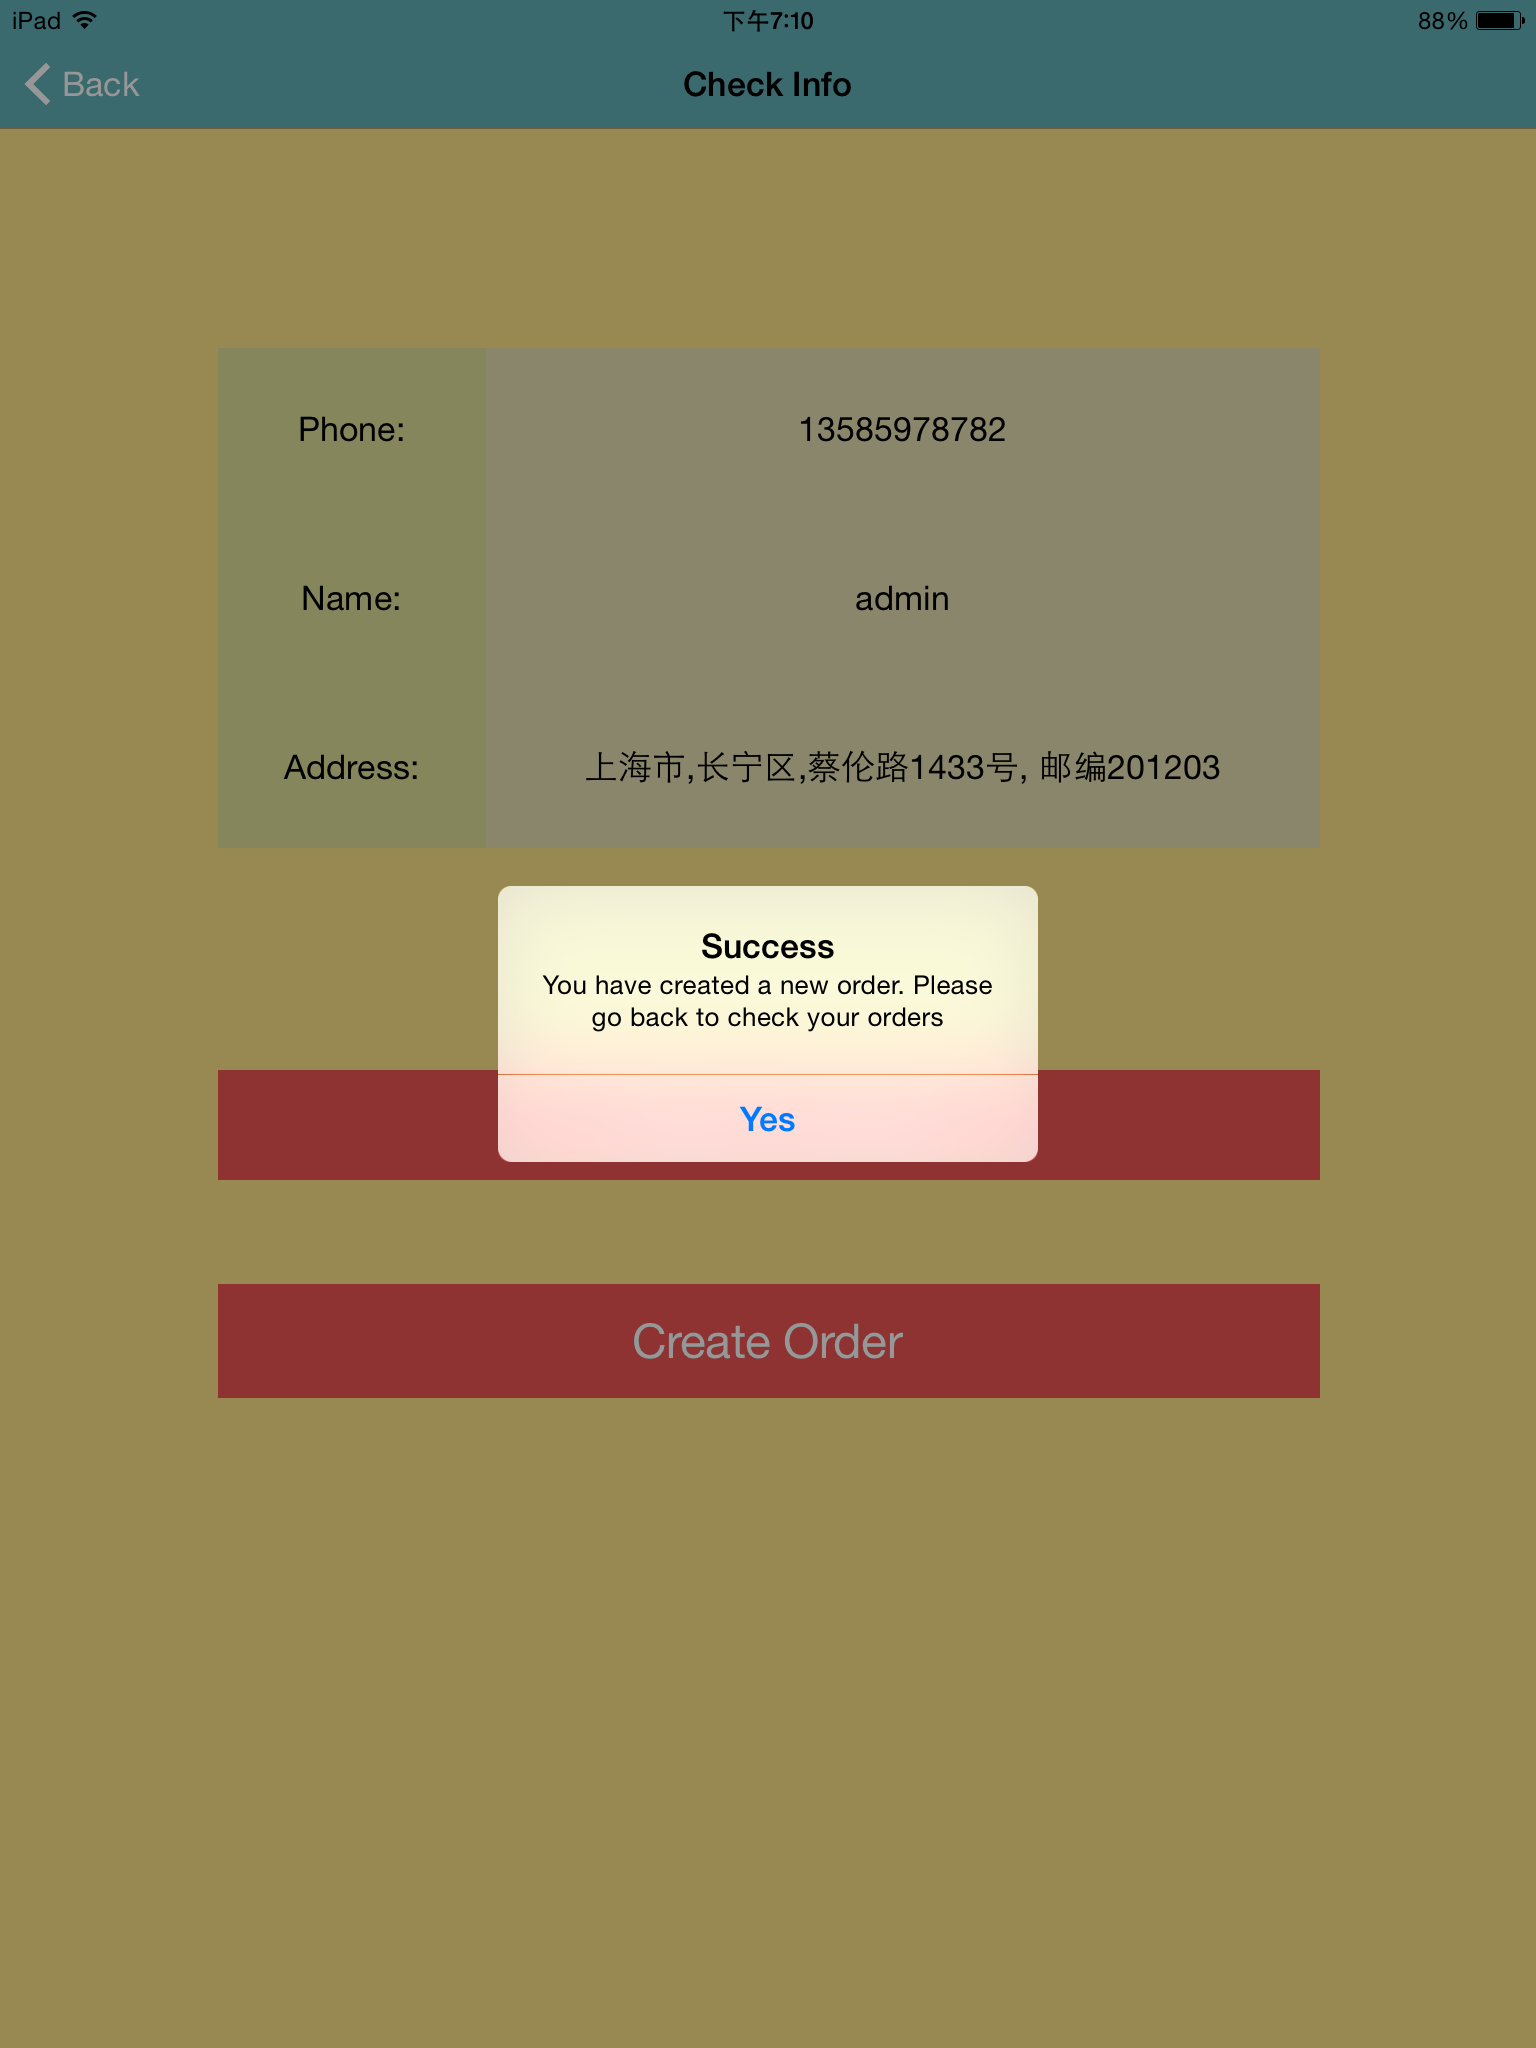 iPad 下午7:10 88%
Back Check Info
Phone: 13585978782
Name: admin
Address: 上海市,长宁区,蔡伦路1433号, 邮编201203
Success
You have created a new order. Please
go back to check your orders
Yes
Create Order